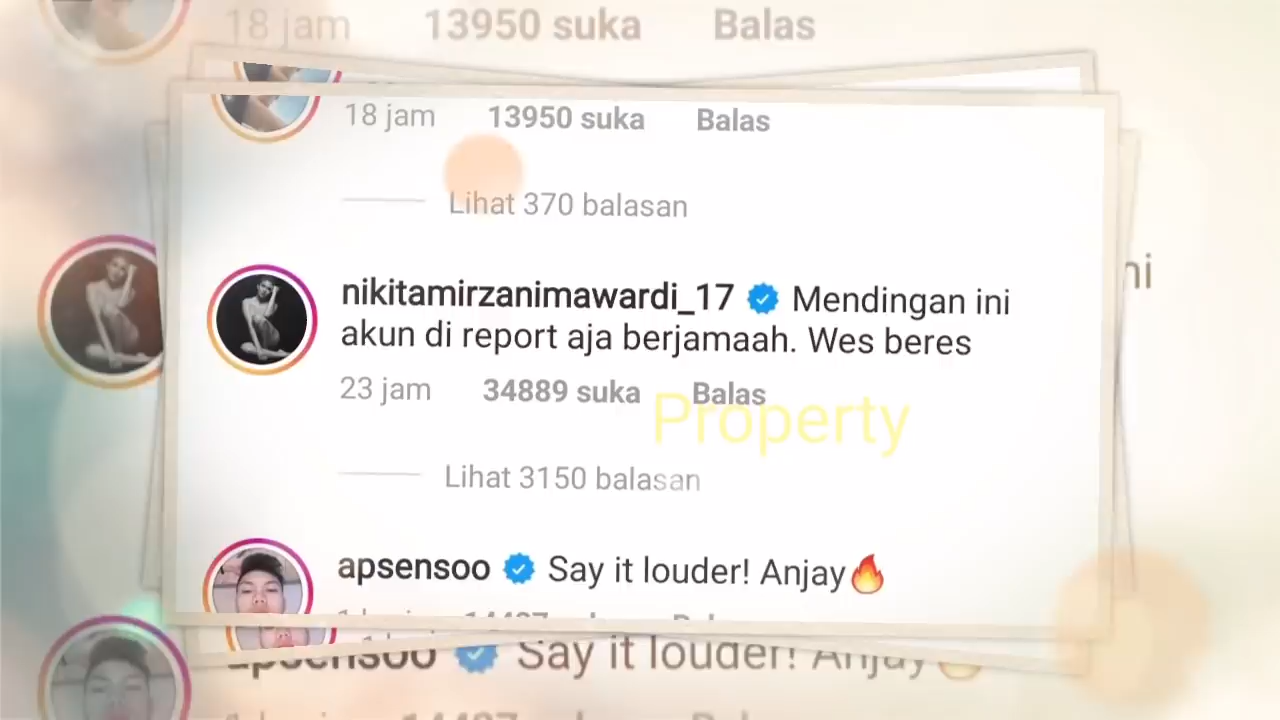 18 jam 13950 suka Balas
18 jam 13950 suka Balas
Lihat 370 balasan
nikitamirzanimawardi_17 Mendingan ini
akun di report aja berjamaah. Wes beres
23 jam 34889 suka Balas
Property
Lihat 3150 balasan
apsensoo Say it louder! Anjay🔥
apsensoo Say it louder! Anjay